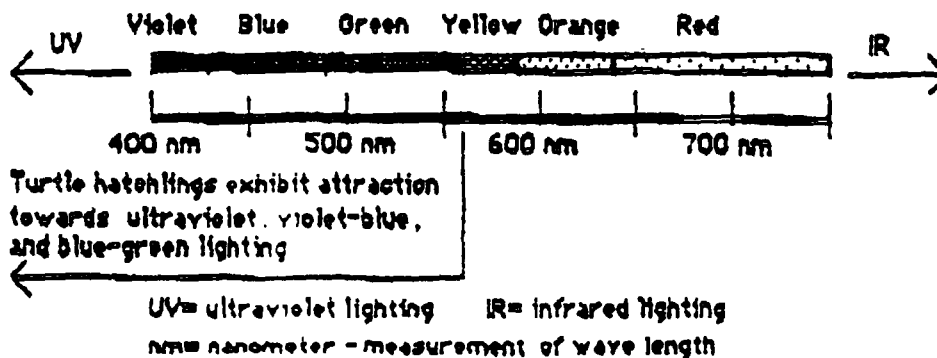 Violet Blue Green Yellow Orange Red
UV IR
400 nm 500 nm 600 nm 700 nm
Turtle hatchlings exhibit attraction
towards ultraviolet, violet-blue,
and blue-green lighting
UV= ultraviolet lighting IR= infrared lighting
nm= nanometer - measurement of wave length